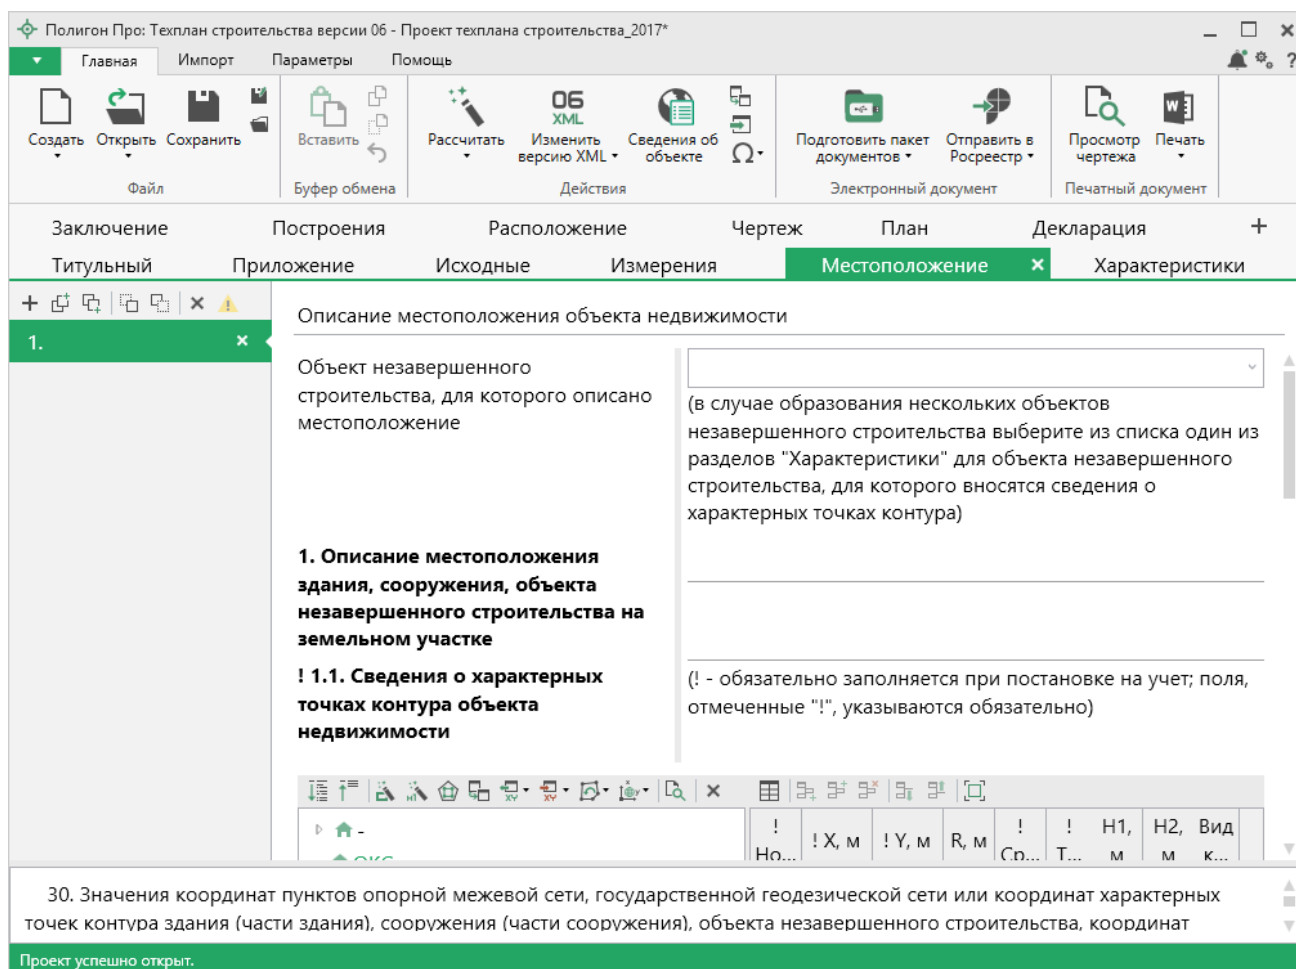 Полигон Про: Техплан строительства версии 06 - Проект техплана строительства_2017*
Главная Импорт Параметры Помощь
Создать Открыть Сохранить Вставить Рассчитать 06 XML Изменить версию XML Сведения об объекте Ω Подготовить пакет документов Отправить в Росреестр Просмотр чертежа W Печать
Файл Буфер обмена Действия Электронный документ Печатный документ
Заключение Построения Расположение Чертеж План Декларация +
Титульный Приложение Исходные Измерения Местоположение × Характеристики
Описание местоположения объекта недвижимости
1.
Объект незавершенного
строительства, для которого описано
местоположение
(в случае образования нескольких объектов
незавершенного строительства выберите из списка один из
разделов "Характеристики" для объекта незавершенного
строительства, для которого вносятся сведения о
характерных точках контура)
1. Описание местоположения
здания, сооружения, объекта
незавершенного строительства на
земельном участке
! 1.1. Сведения о характерных
точках контура объекта
недвижимости
(! - обязательно заполняется при постановке на учет; поля,
отмеченные "!", указываются обязательно)
-
ОКС
! Но... ! X, м ! Y, м R, м ! Ср... ! Т... H1, м H2, м Вид к...
30. Значения координат пунктов опорной межевой сети, государственной геодезической сети или координат характерных
точек контура здания (части здания), сооружения (части сооружения), объекта незавершенного строительства, координат
Проект успешно открыт.